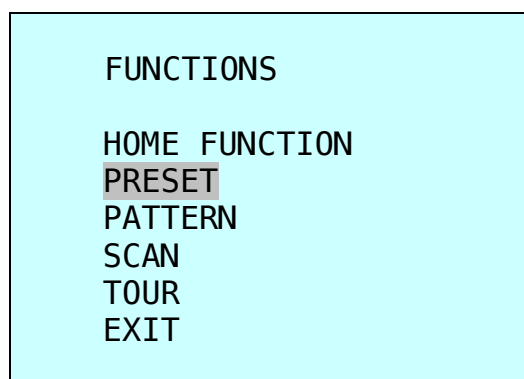 FUNCTIONS
HOME FUNCTION
PRESET
PATTERN
SCAN
TOUR
EXIT